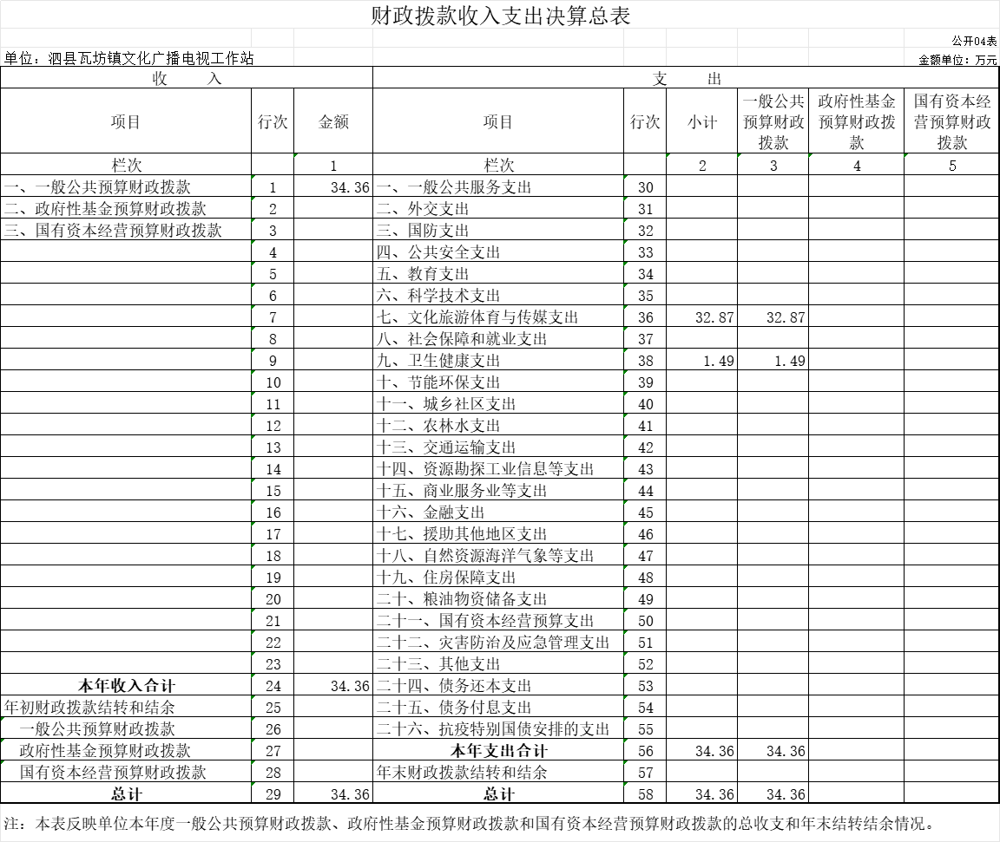 财政拨款收入支出决算总表
公开04表
单位：泗县瓦坊镇文化广播电视工作站 金额单位：万元
收 入 支 出
项目 行次 金额 项目 行次 小计 一般公共预算财政拨款 政府性基金预算财政拨款 国有资本经营预算财政拨款
栏次 1 栏次 2 3 4 5
一、一般公共预算财政拨款 1 34.36 一、一般公共服务支出 30
二、政府性基金预算财政拨款 2 二、外交支出 31
三、国有资本经营预算财政拨款 3 三、国防支出 32
4 四、公共安全支出 33
5 五、教育支出 34
6 六、科学技术支出 35
7 七、文化旅游体育与传媒支出 36 32.87 32.87
8 八、社会保障和就业支出 37
9 九、卫生健康支出 38 1.49 1.49
10 十、节能环保支出 39
11 十一、城乡社区支出 40
12 十二、农林水支出 41
13 十三、交通运输支出 42
14 十四、资源勘探工业信息等支出 43
15 十五、商业服务业等支出 44
16 十六、金融支出 45
17 十七、援助其他地区支出 46
18 十八、自然资源海洋气象等支出 47
19 十九、住房保障支出 48
20 二十、粮油物资储备支出 49
21 二十一、国有资本经营预算支出 50
22 二十二、灾害防治及应急管理支出 51
23 二十三、其他支出 52
本年收入合计 24 34.36 二十四、债务还本支出 53
年初财政拨款结转和结余 25 二十五、债务付息支出 54
一般公共预算财政拨款 26 二十六、抗疫特别国债安排的支出 55
政府性基金预算财政拨款 27 本年支出合计 56 34.36 34.36
国有资本经营预算财政拨款 28 年末财政拨款结转和结余 57
总计 29 34.36 总计 58 34.36 34.36
注：本表反映单位本年度一般公共预算财政拨款、政府性基金预算财政拨款和国有资本经营预算财政拨款的总收支和年末结转结余情况。